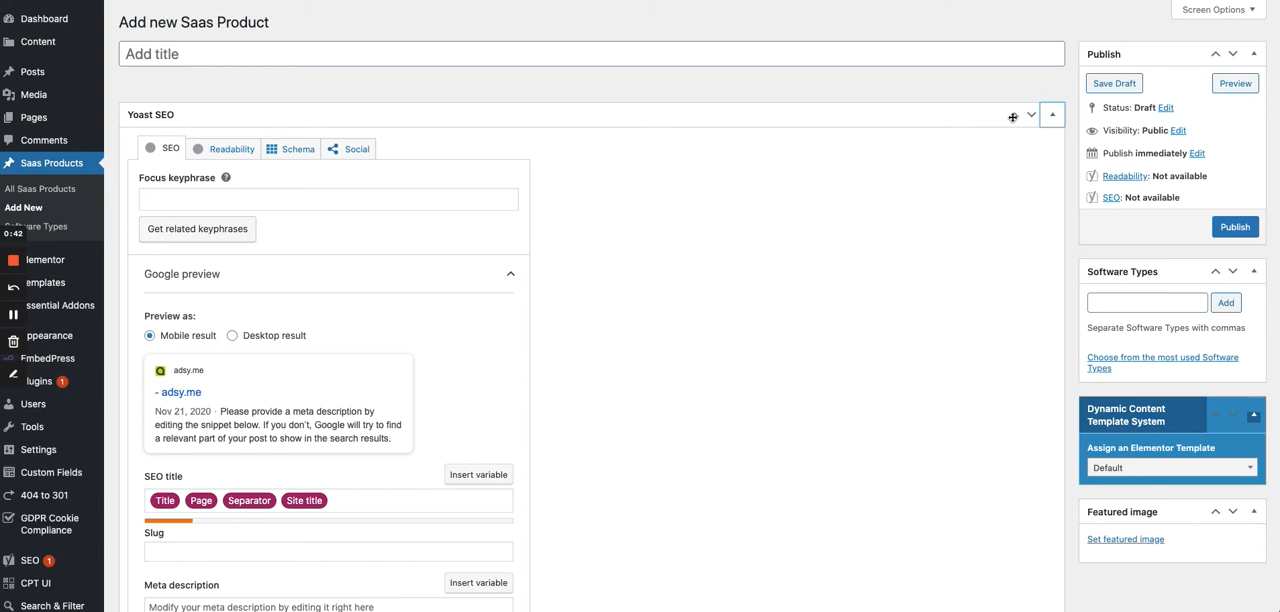 Dashboard
Content
Posts
Media
Pages
Comments
Saas Products
All Saas Products
Add New
Software Types
0:42
lementor
emplates
ssential Addons
ppearance
EmbedPress
lugins 1
Users
Tools
Settings
Custom Fields
404 to 301
GDPR Cookie
Compliance
SEO 1
CPT UI
Search & Filter
Add new Saas Product
Screen Options
Add title
Yoast SEO
SEO
Readability
Schema
Social
Focus keyphrase
Get related keyphrases
Google preview
Preview as:
Mobile result
Desktop result
adsy.me
- adsy.me
Nov 21, 2020 · Please provide a meta description by
editing the snippet below. If you don't, Google will try to find
a relevant part of your post to show in the search results.
SEO title
Insert variable
Title Page Separator Site title
Slug
Meta description
Insert variable
Modify your meta description by editing it right here
Publish
Save Draft
Preview
Status: Draft Edit
Visibility: Public Edit
Publish immediately Edit
Readability: Not available
SEO: Not available
Publish
Software Types
Add
Separate Software Types with commas
Choose from the most used Software
Types
Dynamic Content
Template System
Assign an Elementor Template
Default
Featured image
Set featured image